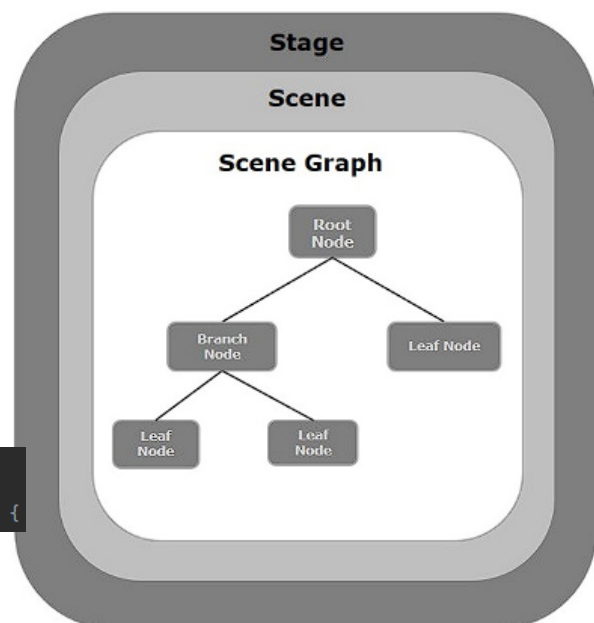 Stage
Scene
Scene Graph
Root
Node
Branch
Node
Leaf Node
Leaf
Node
Leaf
Node
{